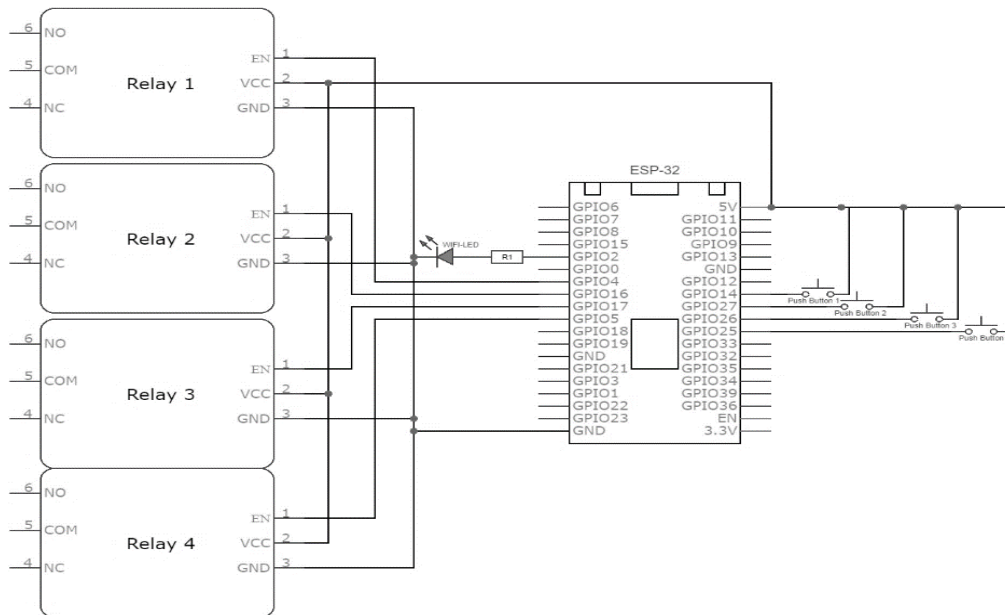 6 NO
EN 1
5 COM
Relay 1
VCC 2
4 NC
GND 3
6 NO
EN 1
5 COM
Relay 2
VCC 2
4 NC
GND 3
6 NO
EN 1
5 COM
Relay 3
VCC 2
4 NC
GND 3
6 NO
EN 1
5 COM
Relay 4
VCC 2
4 NC
GND 3
WIFI-LED
R1
ESP-32
GPIO6 5V
GPIO7 GPIO11
GPIO8 GPIO10
GPIO15 GPIO9
GPIO2 GPIO13
GPIO0 GND
GPIO4 GPIO12
GPIO16 GPIO14
GPIO17 GPIO27
GPIO5 GPIO26
GPIO18 GPIO25
GPIO19 GPIO33
GND GPIO32
GPIO21 GPIO35
GPIO3 GPIO34
GPIO1 GPIO39
GPIO22 GPIO36
GPIO23 EN
GND 3.3V
Push Button 1
Push Button 2
Push Button 3
Push Button